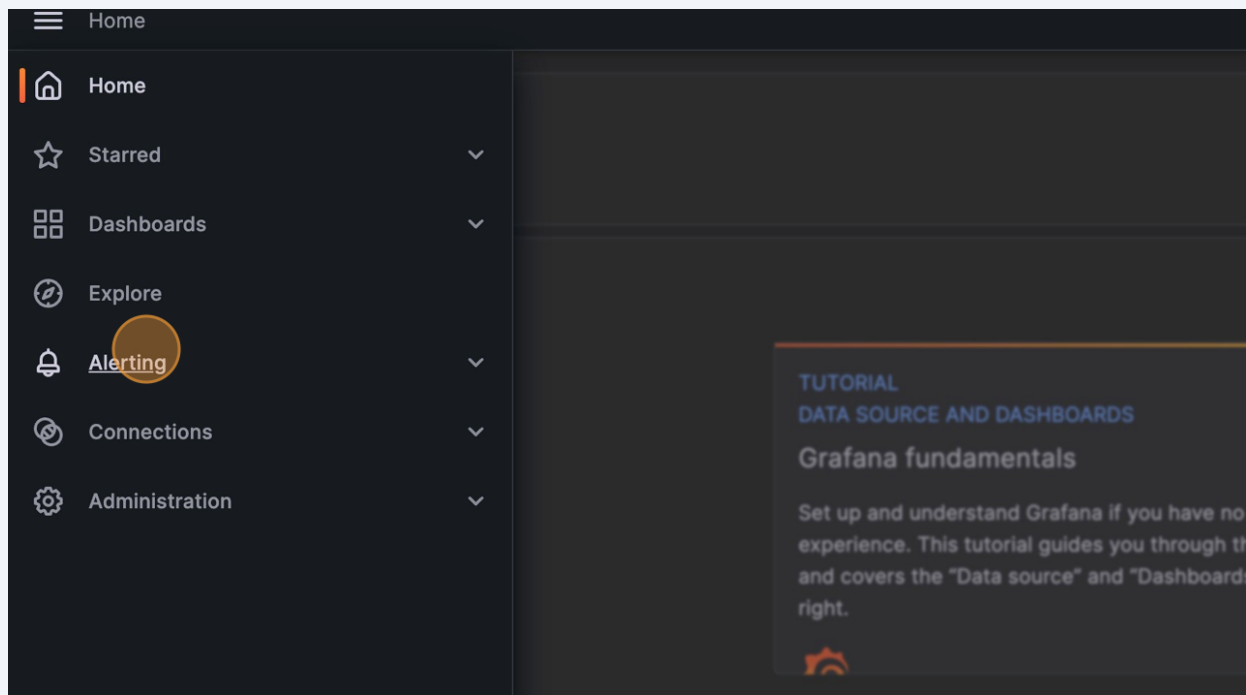 Home
Home
Starred
Dashboards
Explore
Alerting
Connections
Administration
TUTORIAL
DATA SOURCE AND DASHBOARDS
Grafana fundamentals
Set up and understand Grafana if you have no
experience. This tutorial guides you through
and covers the "Data source" and "Dashboards
right.